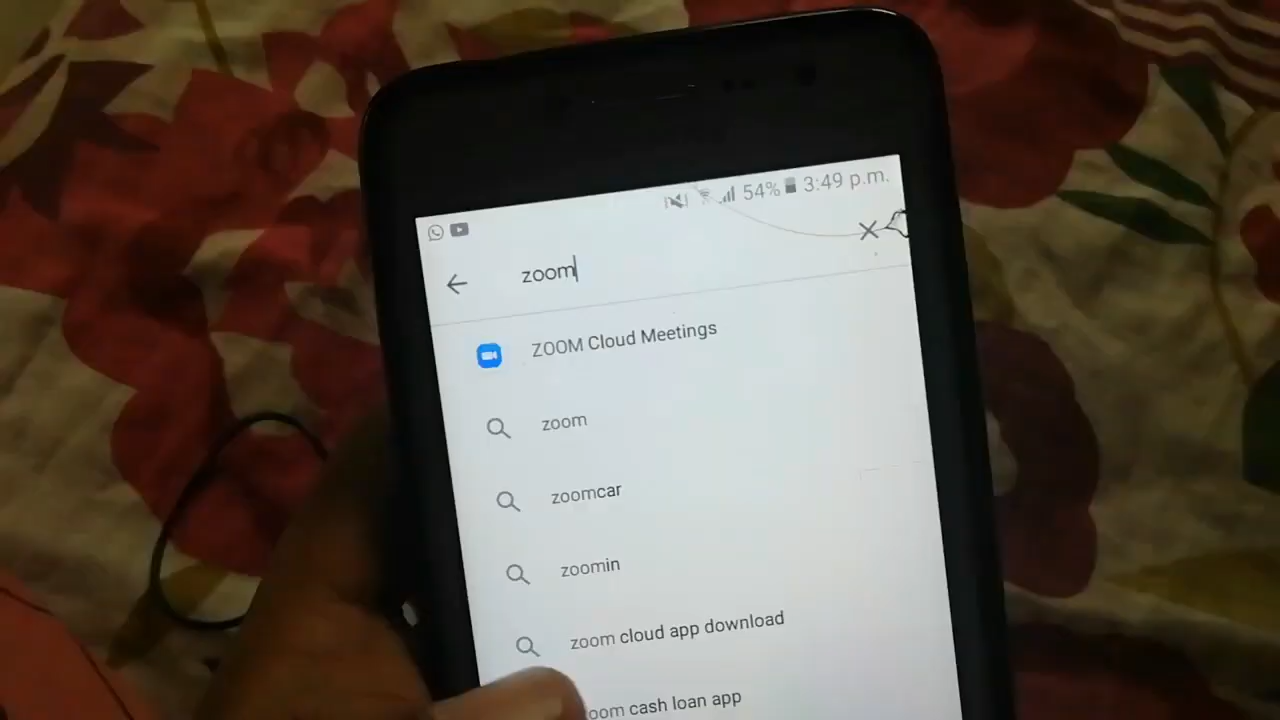 54% 3:49 p.m.
zoom
ZOOM Cloud Meetings
zoom
zoomcar
zoomin
zoom cloud app download
oom cash loan app